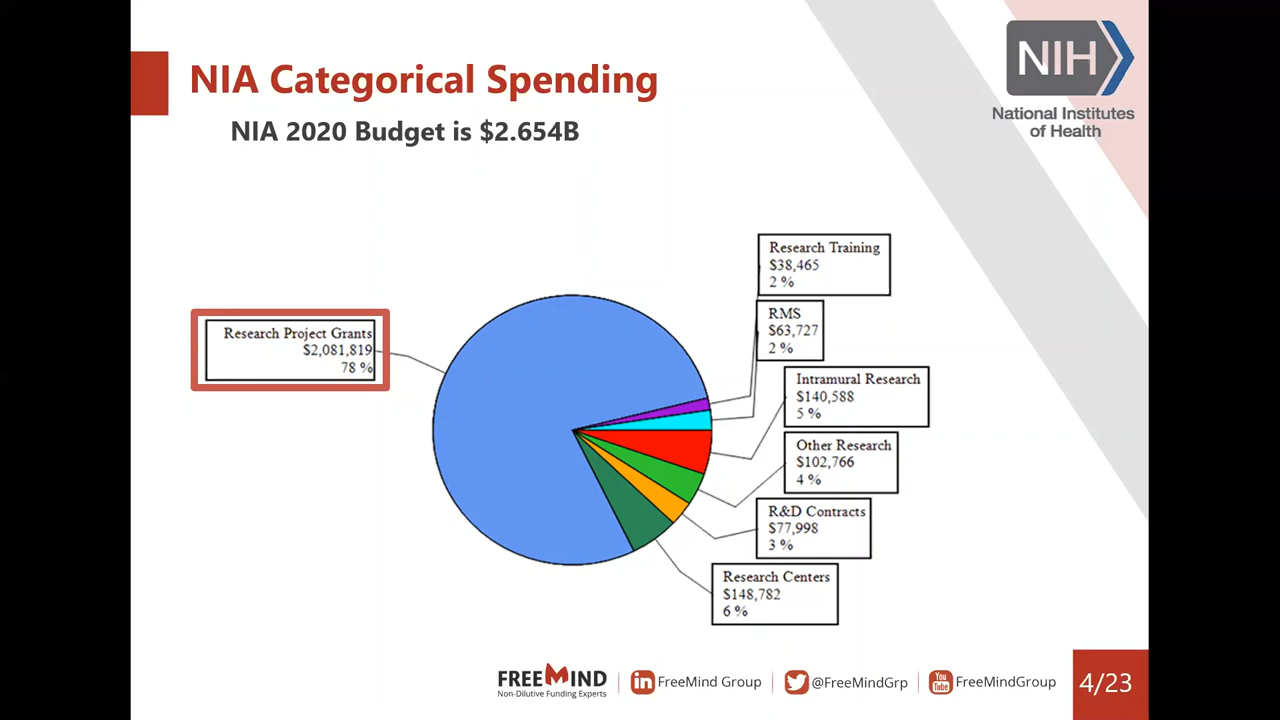 NIA Categorical Spending
NIA 2020 Budget is $2.654B
NIH
National Institutes
of Health
Research Project Grants
$2,081,819
78 %
Research Training
$38,465
2 %
RMS
$63,727
2 %
Intramural Research
$140,588
5 %
Other Research
$102,766
4 %
R&D Contracts
$77,998
3 %
Research Centers
$148,782
6 %
FREEMIND
Non-Dilutive Funding Experts
in FreeMind Group
@FreeMindGrp
You
Tube
FreeMindGroup
4/23